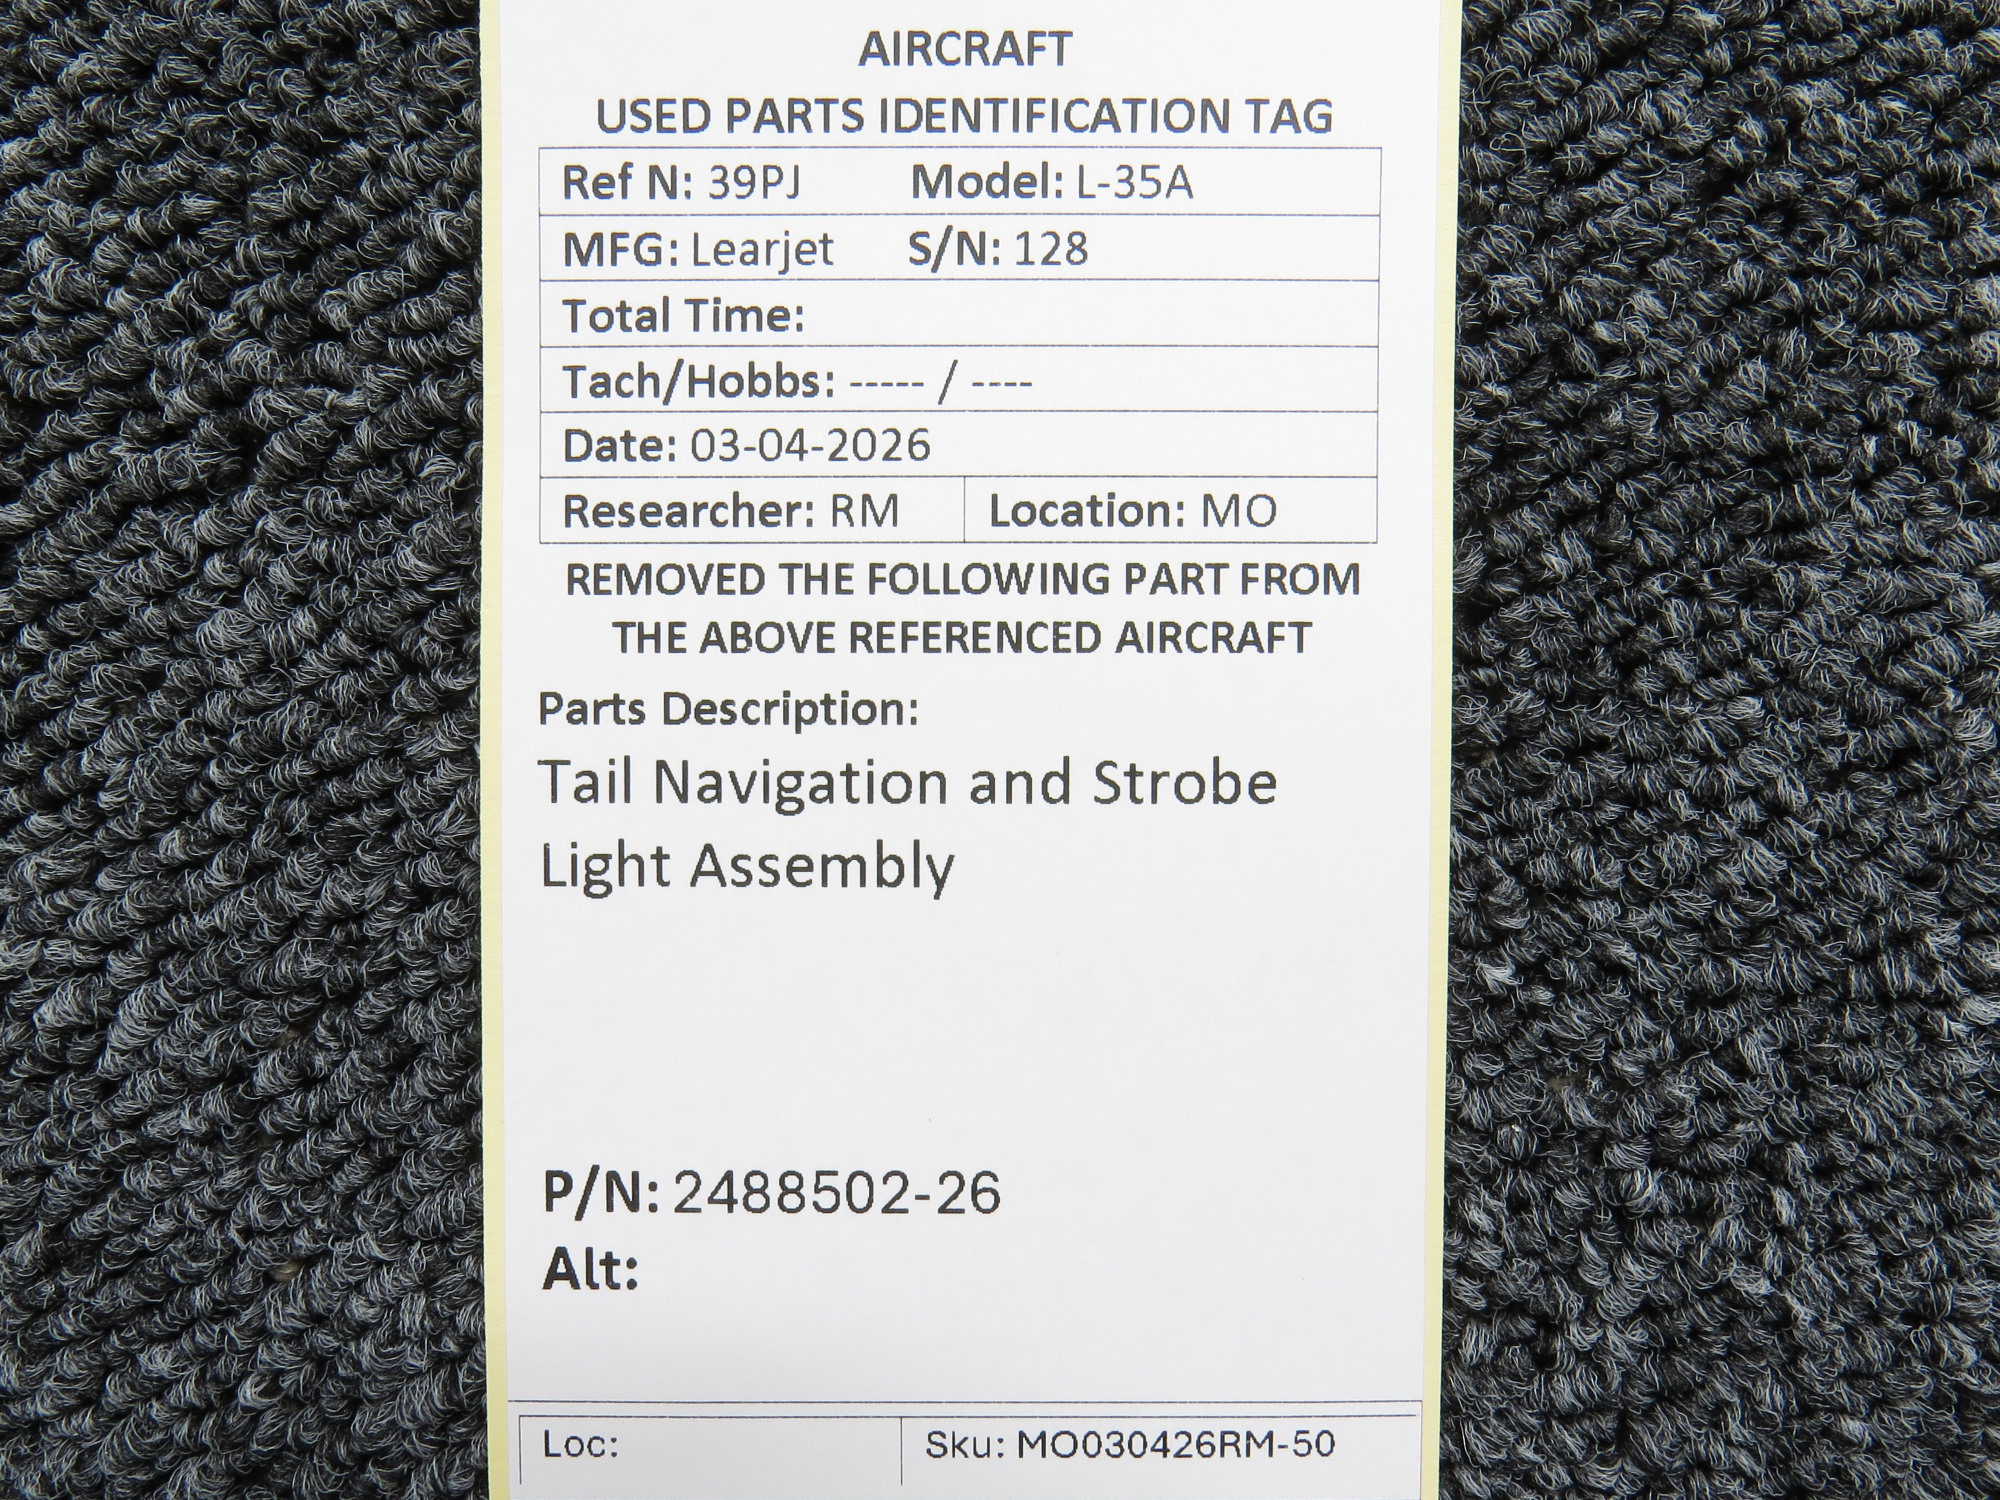 AIRCRAFT
USED PARTS IDENTIFICATION TAG
Ref N: 39PJ Model: L-35A
MFG: Learjet S/N: 128
Total Time:
Tach/Hobbs: ----- / ----
Date: 03-04-2026
Researcher: RM Location: MO
REMOVED THE FOLLOWING PART FROM
THE ABOVE REFERENCED AIRCRAFT
Parts Description:
Tail Navigation and Strobe
Light Assembly
P/N: 2488502-26
Alt:
Loc: Sku: MO030426RM-50